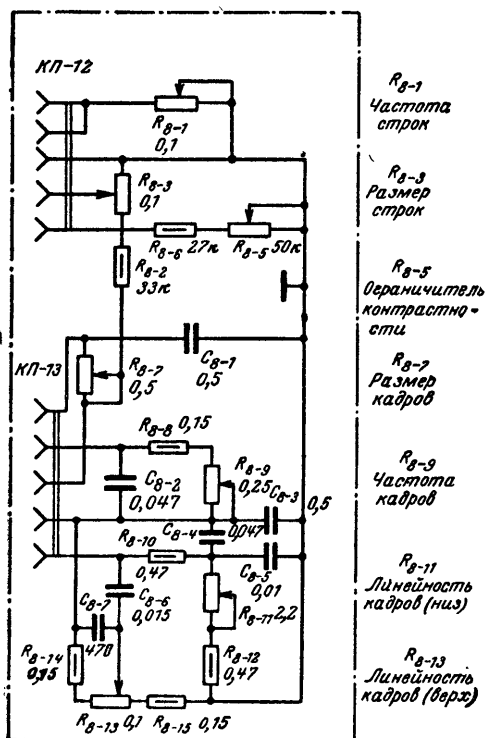 КП-12
R8-1
0,1
R8-3
0,1
R8-6 27к
R8-5 50к
R8-2
33к
C8-1
0,5
КП-13
R8-7
0,5
R8-8 0,15
C8-2
0,047
R8-9
0,25
C8-3
0,5
C8-4
0,047
R8-10
0,47
C8-5
0,01
C8-6
0,015
C8-7
470
R8-11 2,2
R8-12
0,47
R8-14
0,15
R8-13 0,1
R8-15 0,15
R8-1
Частота
строк
R8-3
Размер
строк
R8-5
Ограничитель
контрастно-
сти
R8-7
Размер
кадров
R8-9
Частота
кадров
R8-11
Линейность
кадров (низ)
R8-13
Линейность
кадров (верх)